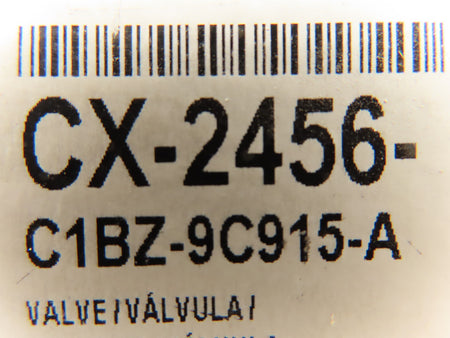 CX-2456-
C1BZ-9C915-A
VALVE/VÁLVULA/